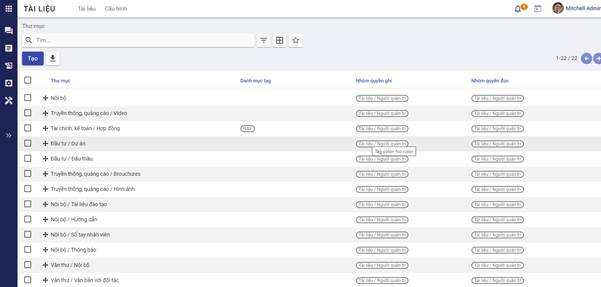 TÀI LIỆU Tài liệu Cấu hình 4 Mitchell Admin
Thư mục
Tìm...
Tạo 1-22 / 22
Thư mục Danh mục tag Nhóm quyền ghi Nhóm quyền đọc
Nội bộ Tài liệu / Người quản trị Tài liệu / Người quản trị
Truyền thông, quảng cáo / Video Tài liệu / Người quản trị Tài liệu / Người quản trị
Tài chính, kế toán / Hợp đồng Tài liệu / Người quản trị Tài liệu / Người quản trị
Đầu tư / Dự án Tài liệu / Người quản trị Tài liệu / Người quản trị
Tag color: No color
Đầu tư / Đấu thầu Tài liệu / Người quản trị Tài liệu / Người quản trị
Truyền thông, quảng cáo / Brouchures Tài liệu / Người quản trị Tài liệu / Người quản trị
Truyền thông, quảng cáo / Hình ảnh Tài liệu / Người quản trị Tài liệu / Người quản trị
Nội bộ / Tài liệu đào tạo Tài liệu / Người quản trị Tài liệu / Người quản trị
Nội bộ / Hướng dẫn Tài liệu / Người quản trị Tài liệu / Người quản trị
Nội bộ / Sổ tay nhân viên Tài liệu / Người quản trị Tài liệu / Người quản trị
Nội bộ / Thông báo Tài liệu / Người quản trị Tài liệu / Người quản trị
Văn thư / Nội bộ Tài liệu / Người quản trị Tài liệu / Người quản trị
Văn thư / Văn bản với đối tác Tài liệu / Người quản trị Tài liệu / Người quản trị